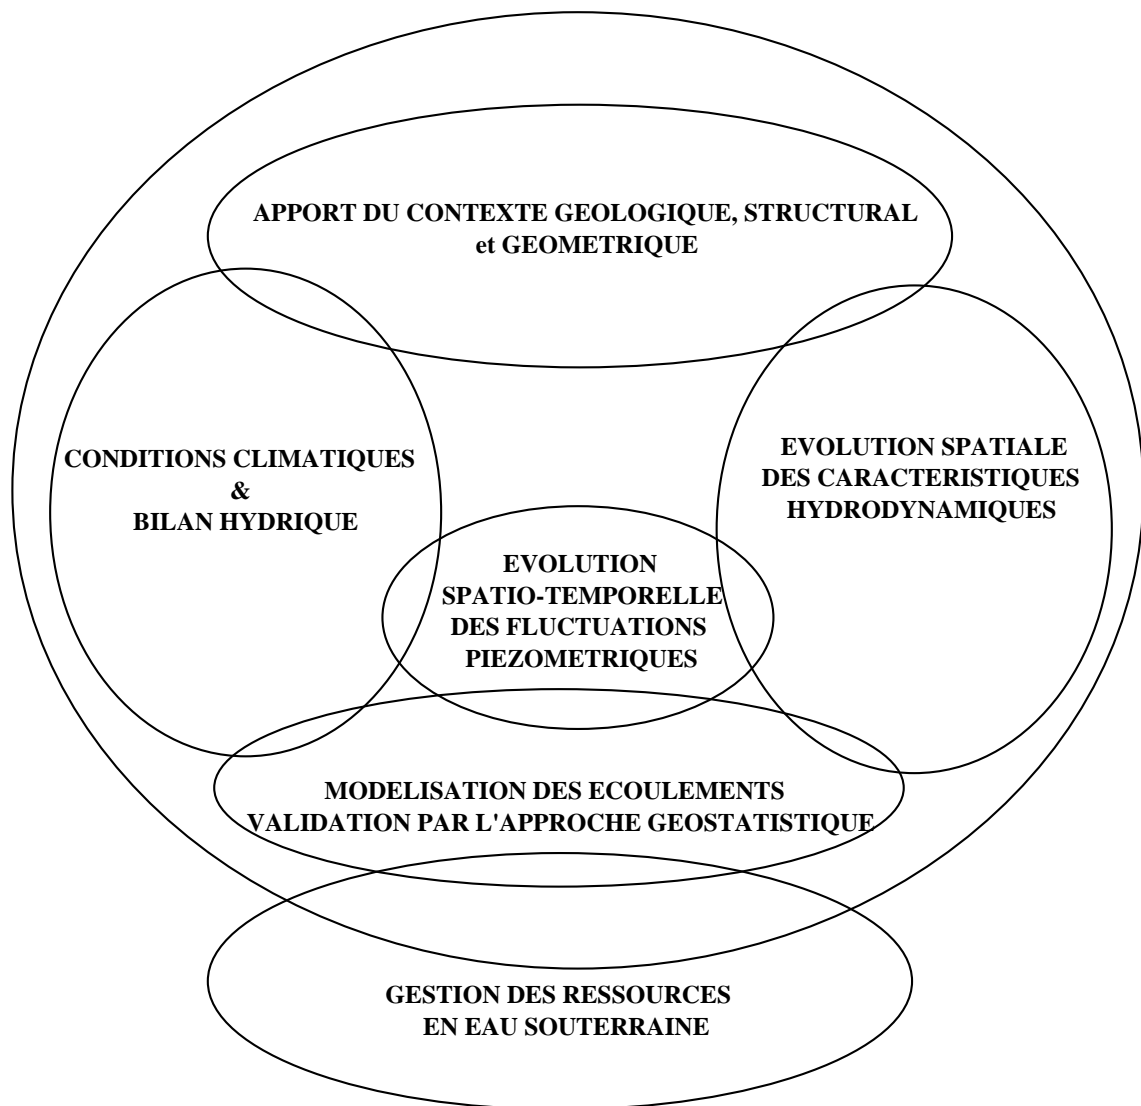 APPORT DU CONTEXTE GEOLOGIQUE, STRUCTURAL
et GEOMETRIQUE
CONDITIONS CLIMATIQUES
&
BILAN HYDRIQUE
EVOLUTION SPATIALE
DES CARACTERISTIQUES
HYDRODYNAMIQUES
EVOLUTION
SPATIO-TEMPORELLE
DES FLUCTUATIONS
PIEZOMETRIQUES
MODELISATION DES ECOULEMENTS
VALIDATION PAR L'APPROCHE GEOSTATISTIQUE
GESTION DES RESSOURCES
EN EAU SOUTERRAINE